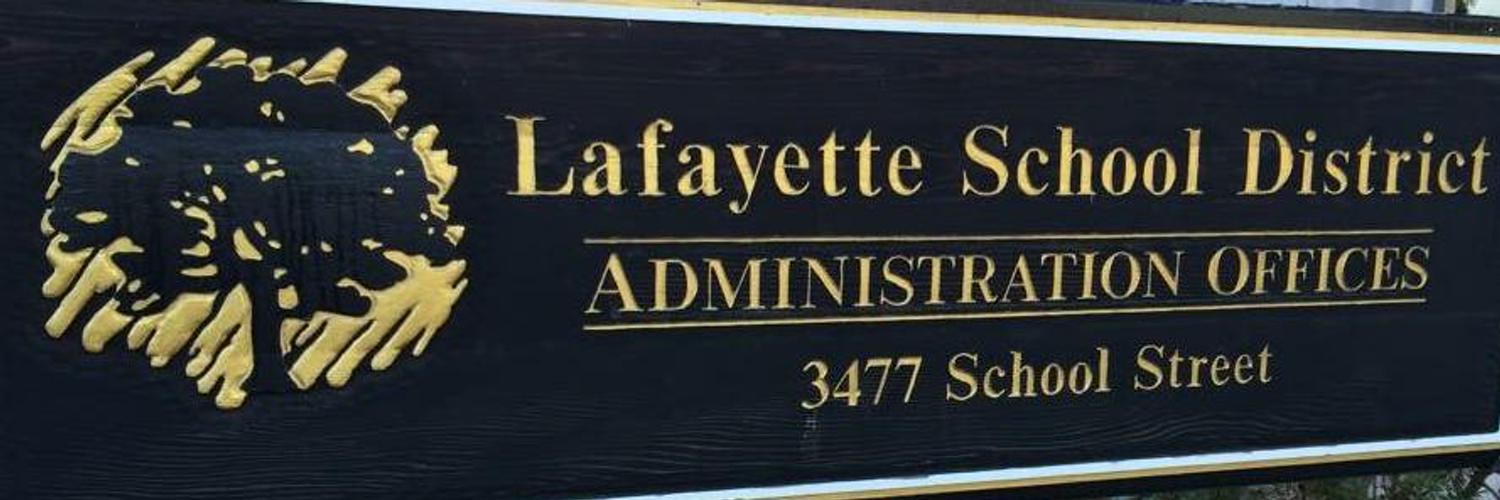 Lafayette School District
ADMINISTRATION OFFICES
3477 School Street